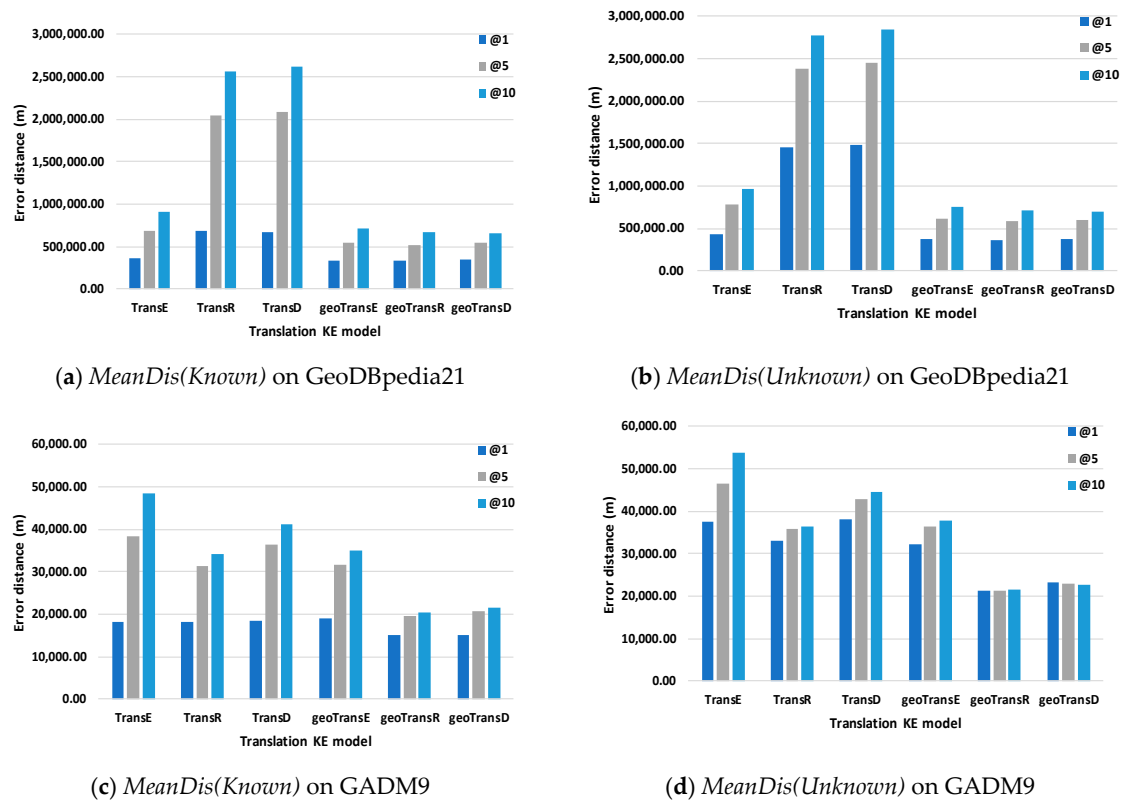 3,000,000.00
2,500,000.00
2,000,000.00
1,500,000.00
1,000,000.00
500,000.00
0.00
Error distance (m)
@1
@5
@10
TransE TransR TransD geoTransE geoTransR geoTransD
Translation KE model
(a) MeanDis(Known) on GeoDBpedia21
3,000,000.00
2,500,000.00
2,000,000.00
1,500,000.00
1,000,000.00
500,000.00
0.00
Error distance (m)
@1
@5
@10
TransE TransR TransD geoTransE geoTransR geoTransD
Translation KE model
(b) MeanDis(Unknown) on GeoDBpedia21
60,000.00
50,000.00
40,000.00
30,000.00
20,000.00
10,000.00
0.00
Error distance (m)
@1
@5
@10
TransE TransR TransD geoTransE geoTransR geoTransD
Translation KE model
(c) MeanDis(Known) on GADM9
60,000.00
50,000.00
40,000.00
30,000.00
20,000.00
10,000.00
0.00
Error distance (m)
@1
@5
@10
TransE TransR TransD geoTransE geoTransR geoTransD
Translation KE model
(d) MeanDis(Unknown) on GADM9